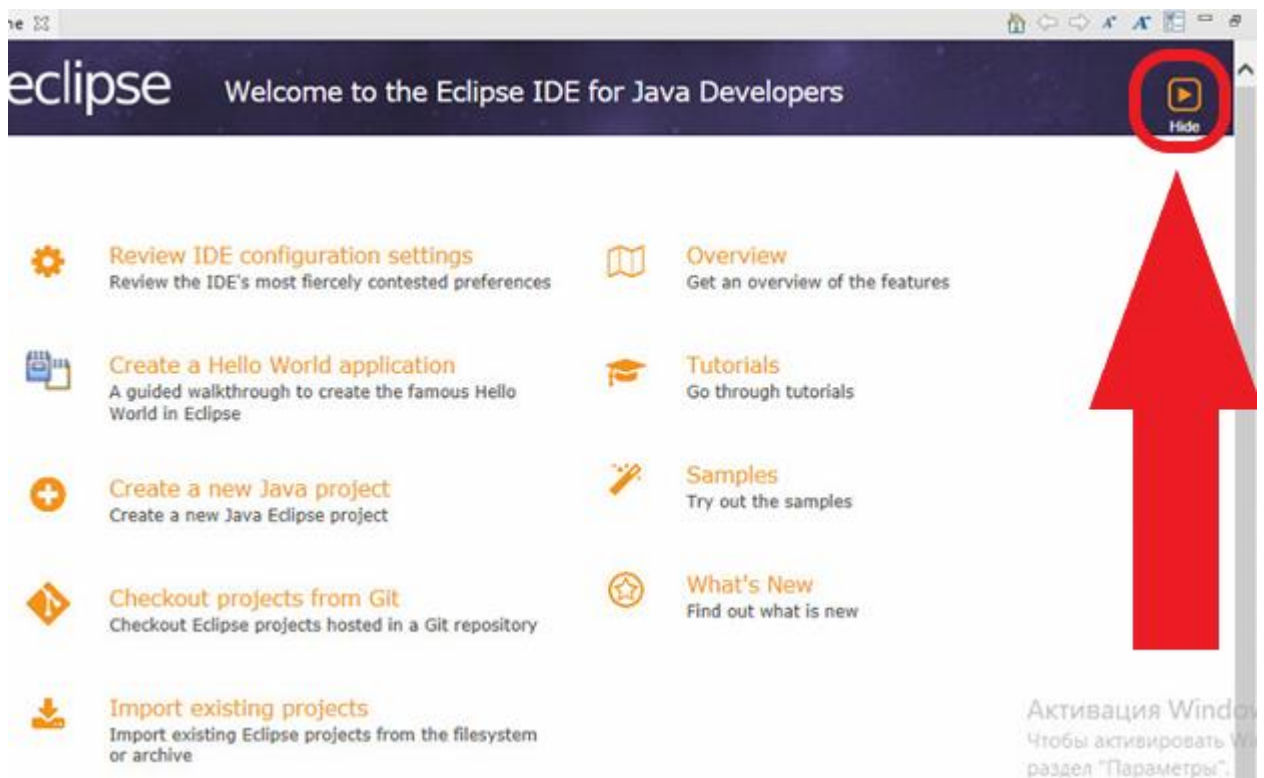 eclipse Welcome to the Eclipse IDE for Java Developers
Hide
Review IDE configuration settings
Review the IDE's most fiercely contested preferences
Create a Hello World application
A guided walkthrough to create the famous Hello
World in Eclipse
Create a new Java project
Create a new Java Eclipse project
Checkout projects from Git
Checkout Eclipse projects hosted in a Git repository
Import existing projects
Import existing Eclipse projects from the filesystem
or archive
Overview
Get an overview of the features
Tutorials
Go through tutorials
Samples
Try out the samples
What's New
Find out what is new
Активация Windo
Чтобы активировать
раздел "Параметры".